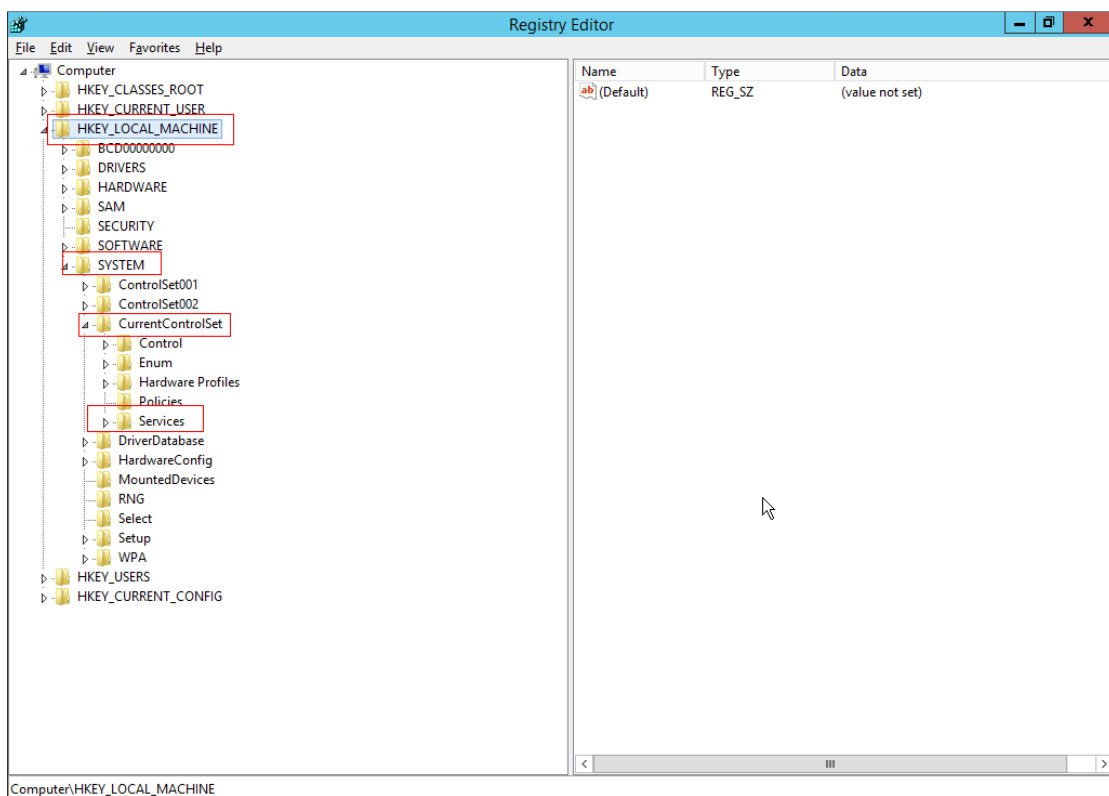 Registry Editor
File Edit View Favorites Help
Computer
HKEY_CLASSES_ROOT
HKEY_CURRENT_USER
HKEY_LOCAL_MACHINE
BCD00000000
DRIVERS
HARDWARE
SAM
SECURITY
SOFTWARE
SYSTEM
ControlSet001
ControlSet002
CurrentControlSet
Control
Enum
Hardware Profiles
Policies
Services
DriverDatabase
HardwareConfig
MountedDevices
RNG
Select
Setup
WPA
HKEY_USERS
HKEY_CURRENT_CONFIG
Name Type Data
ab (Default) REG_SZ (value not set)
Computer\HKEY_LOCAL_MACHINE